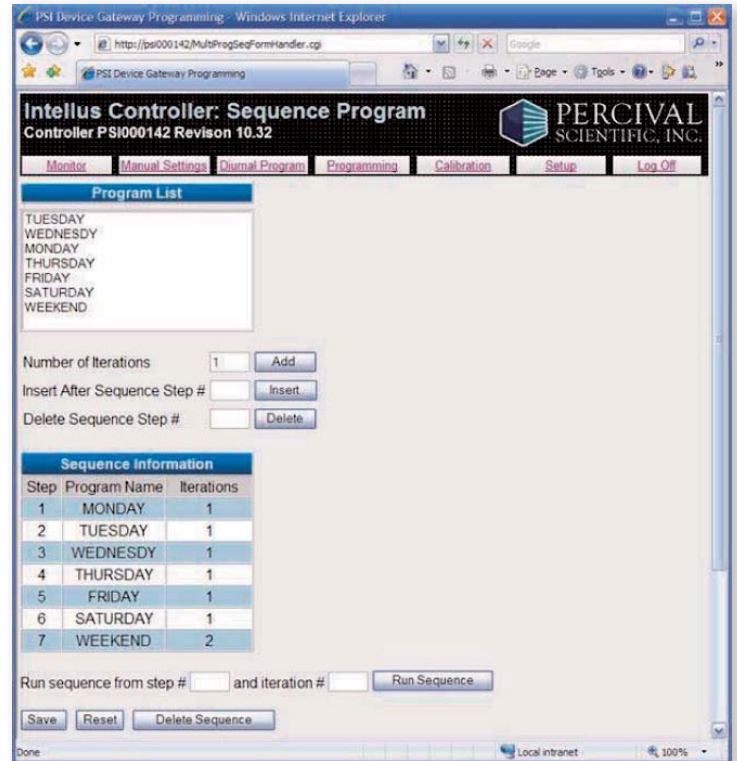 PSI Device Gateway Programming - Windows Internet Explorer
http://psi000142/MultiProgSeqFormHandler.cgi
Google
PSI Device Gateway Programming
Page
Tools
Intellus Controller: Sequence Program
Controller PSI000142 Revison 10.32
PERCIVAL
SCIENTIFIC, INC.
Monitor
Manual Settings
Diurnal Program
Programming
Calibration
Setup
Log Off
Program List
TUESDAY
WEDNESDY
MONDAY
THURSDAY
FRIDAY
SATURDAY
WEEKEND
Number of Iterations 1 Add
Insert After Sequence Step # Insert
Delete Sequence Step # Delete
Sequence Information
Step Program Name Iterations
1 MONDAY 1
2 TUESDAY 1
3 WEDNESDY 1
4 THURSDAY 1
5 FRIDAY 1
6 SATURDAY 1
7 WEEKEND 2
Run sequence from step # and iteration # Run Sequence
Save Reset Delete Sequence
Done
Local intranet
100%